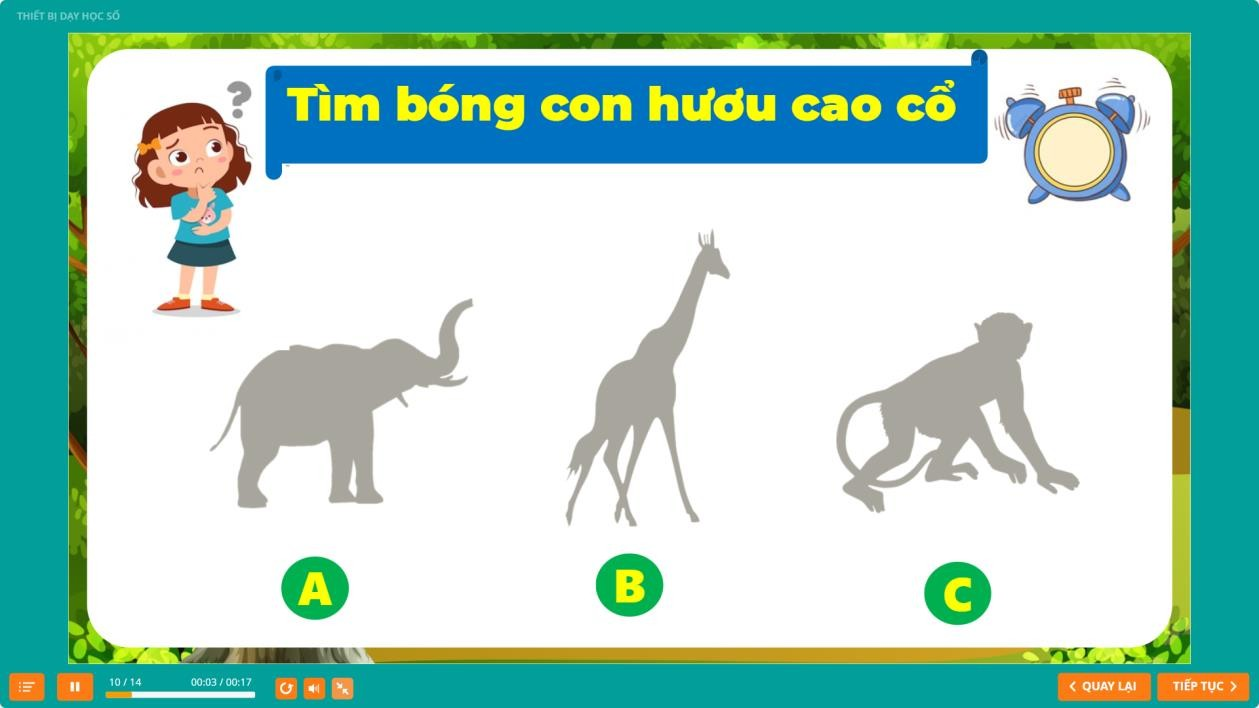 THIẾT BỊ DẠY HỌC SỐ
?
Tìm bóng con hươu cao cổ
A
B
C
10 / 14
00:03 / 00:17
QUAY LẠI
TIẾP TỤC